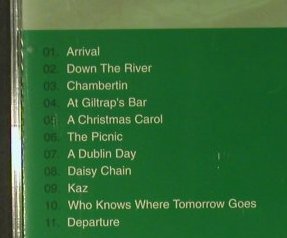 01. Arrival
02. Down The River
03. Chambertin
04. At Giltrap's Bar
05. A Christmas Carol
06. The Picnic
07. A Dublin Day
08. Daisy Chain
09. Kaz
10. Who Knows Where Tomorrow Goes
11. Departure